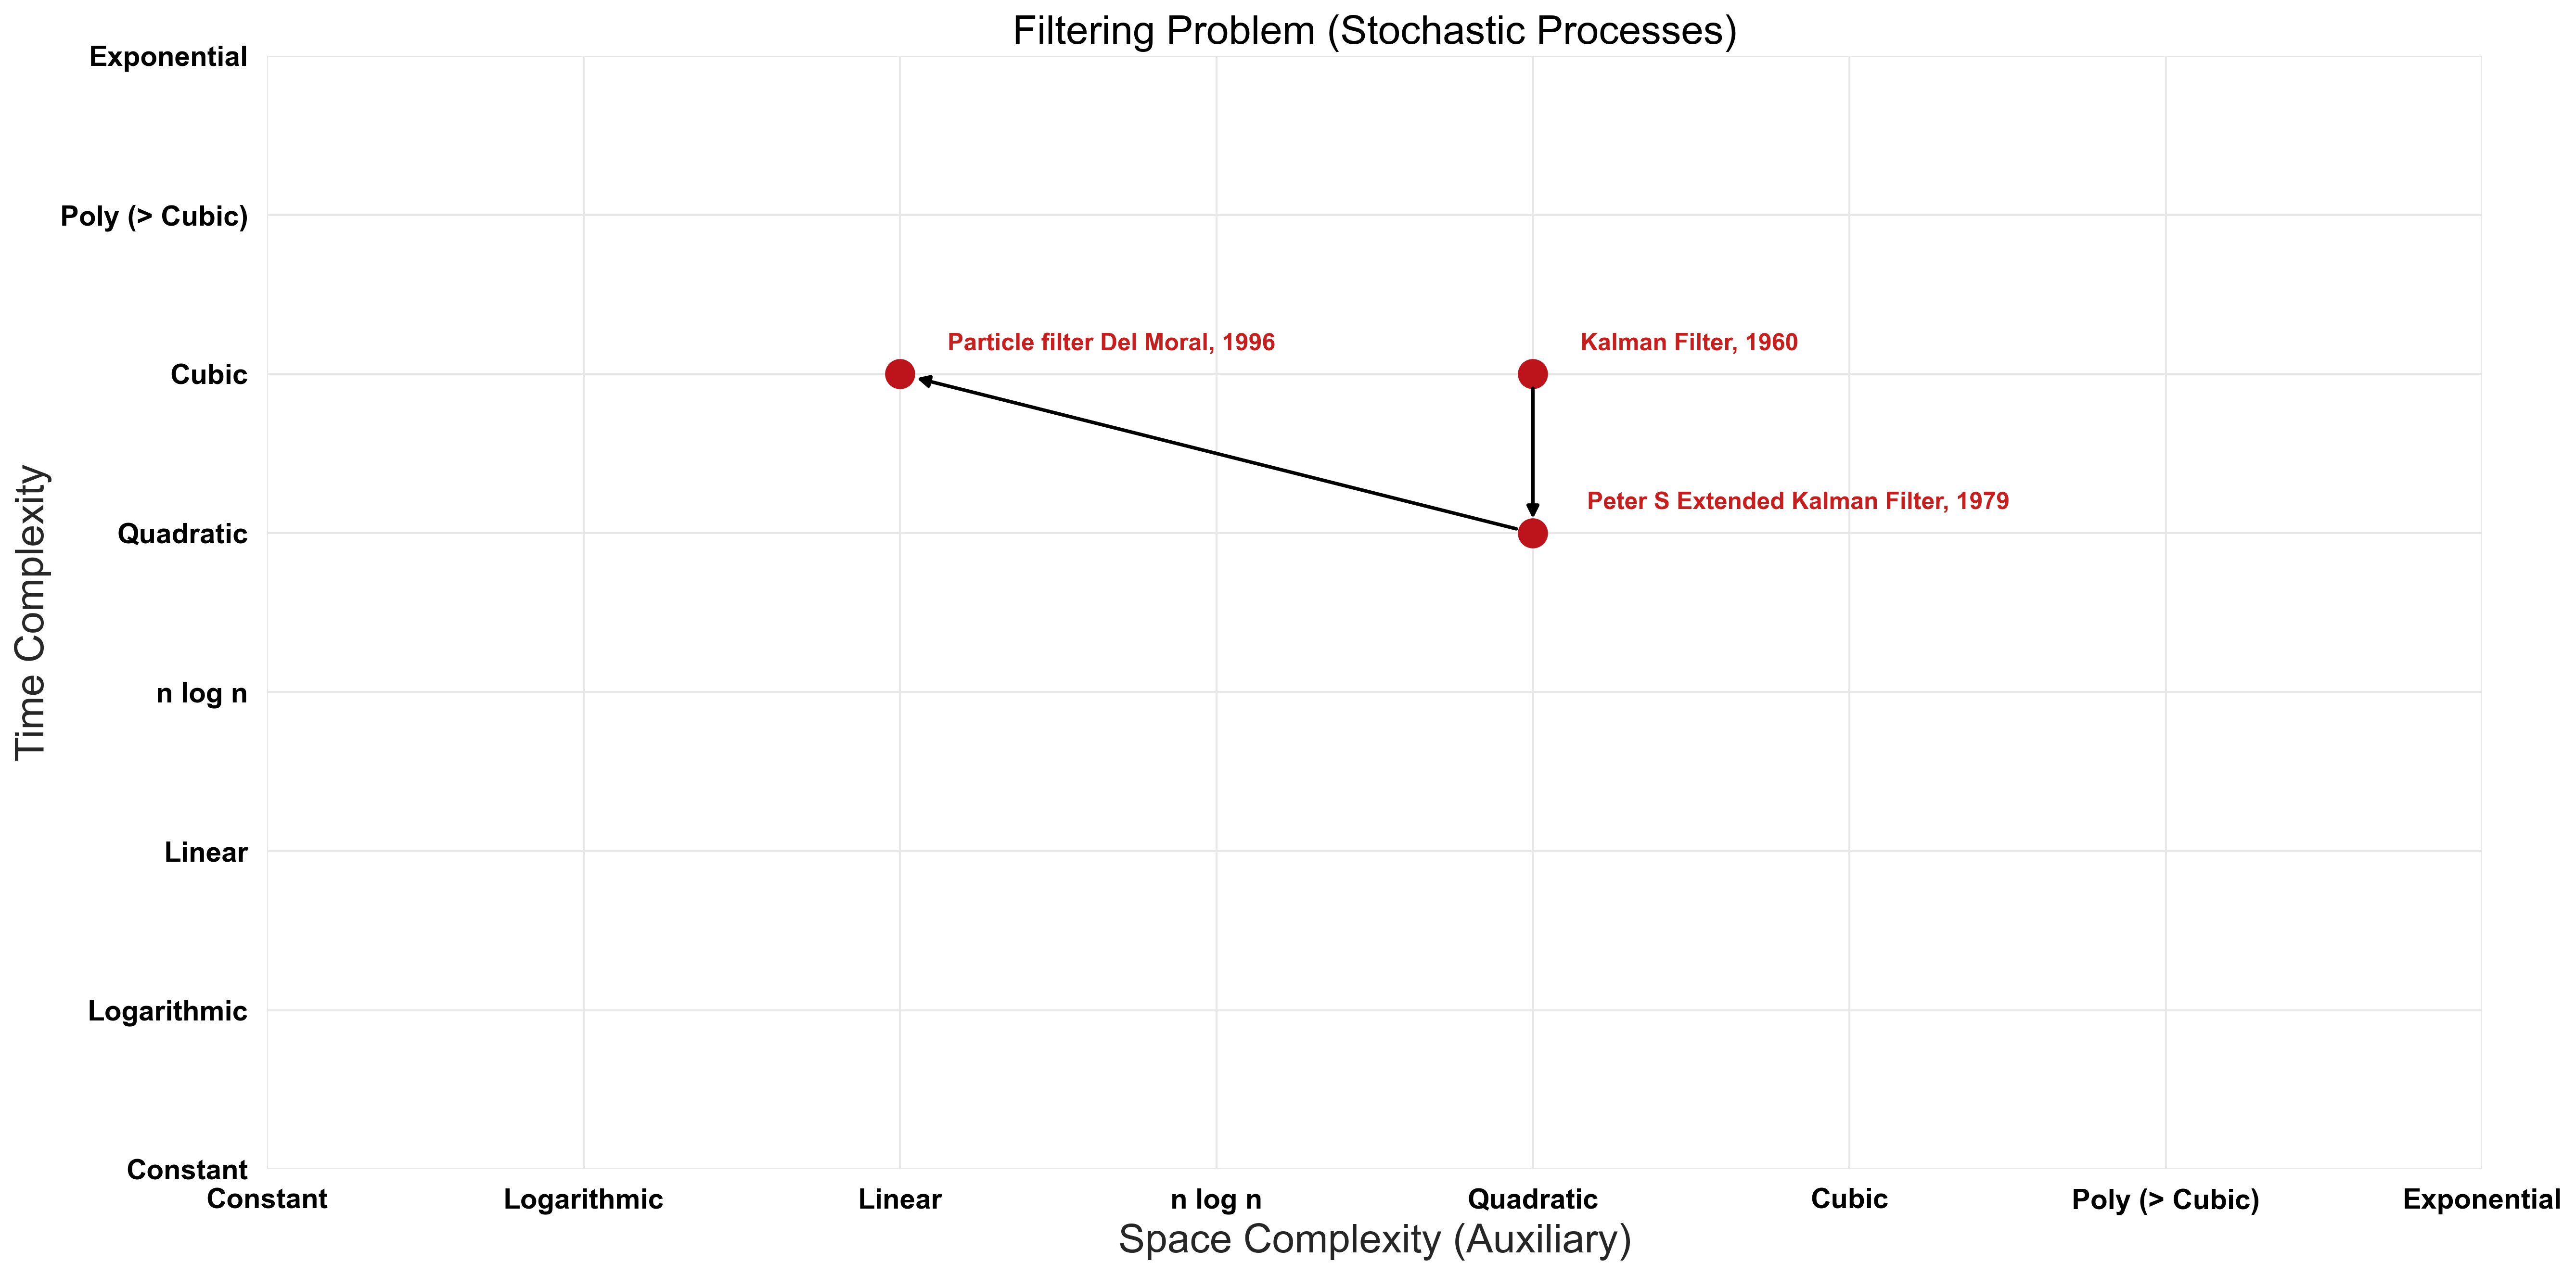 Filtering Problem (Stochastic Processes)
Exponential
Poly (> Cubic)
Cubic
Quadratic
n log n
Linear
Logarithmic
Constant
Time Complexity
Particle filter Del Moral, 1996
Kalman Filter, 1960
Peter S Extended Kalman Filter, 1979
Constant
Logarithmic
Linear
n log n
Quadratic
Cubic
Poly (> Cubic)
Exponential
Space Complexity (Auxiliary)